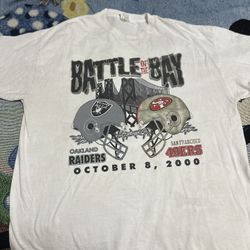 BATTLE OF THE BAY
OAKLAND
RAIDERS
SAN FRANCISCO
49ERS
OCTOBER 8, 2000